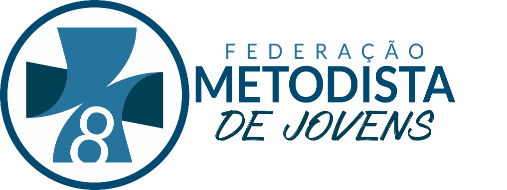 8
FEDERAÇÃO
METODISTA
DE JOVENS